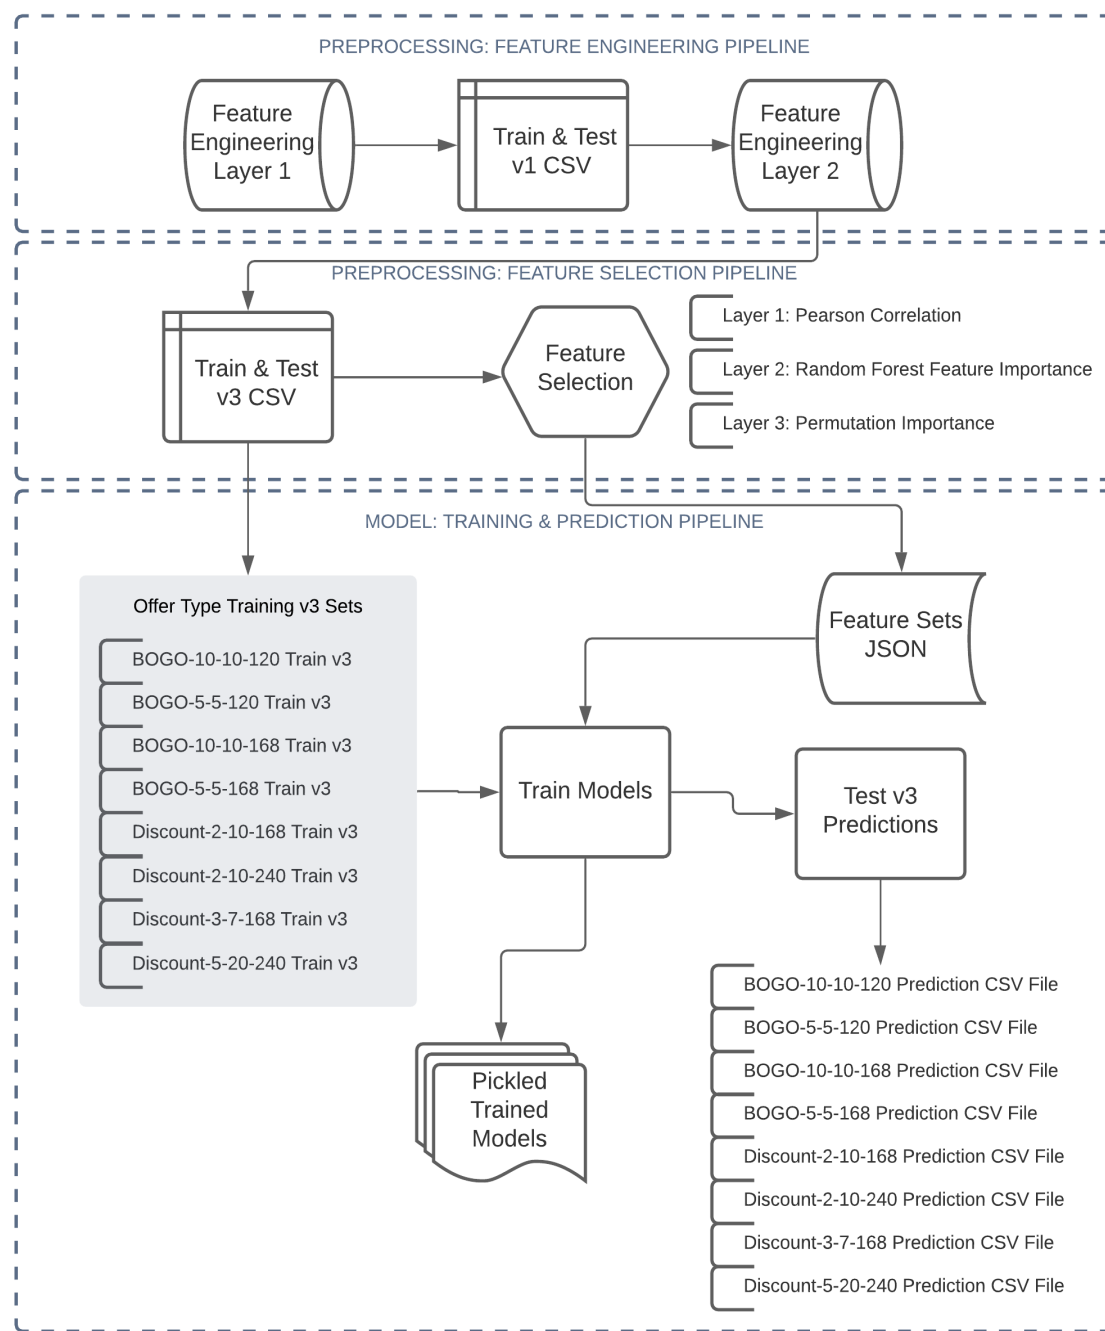 PREPROCESSING: FEATURE ENGINEERING PIPELINE
Feature
Engineering
Layer 1
Train & Test
v1 CSV
Feature
Engineering
Layer 2
PREPROCESSING: FEATURE SELECTION PIPELINE
Train & Test
v3 CSV
Feature
Selection
Layer 1: Pearson Correlation
Layer 2: Random Forest Feature Importance
Layer 3: Permutation Importance
MODEL: TRAINING & PREDICTION PIPELINE
Offer Type Training v3 Sets
BOGO-10-10-120 Train v3
BOGO-5-5-120 Train v3
BOGO-10-10-168 Train v3
BOGO-5-5-168 Train v3
Discount-2-10-168 Train v3
Discount-2-10-240 Train v3
Discount-3-7-168 Train v3
Discount-5-20-240 Train v3
Feature Sets
JSON
Train Models
Test v3
Predictions
Pickled
Trained
Models
BOGO-10-10-120 Prediction CSV File
BOGO-5-5-120 Prediction CSV File
BOGO-10-10-168 Prediction CSV File
BOGO-5-5-168 Prediction CSV File
Discount-2-10-168 Prediction CSV File
Discount-2-10-240 Prediction CSV File
Discount-3-7-168 Prediction CSV File
Discount-5-20-240 Prediction CSV File